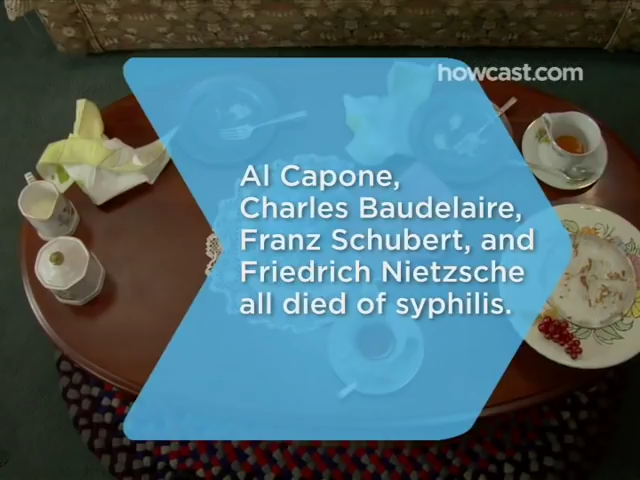 howcast.com
Al Capone,
Charles Baudelaire,
Franz Schubert, and
Friedrich Nietzsche
all died of syphilis.